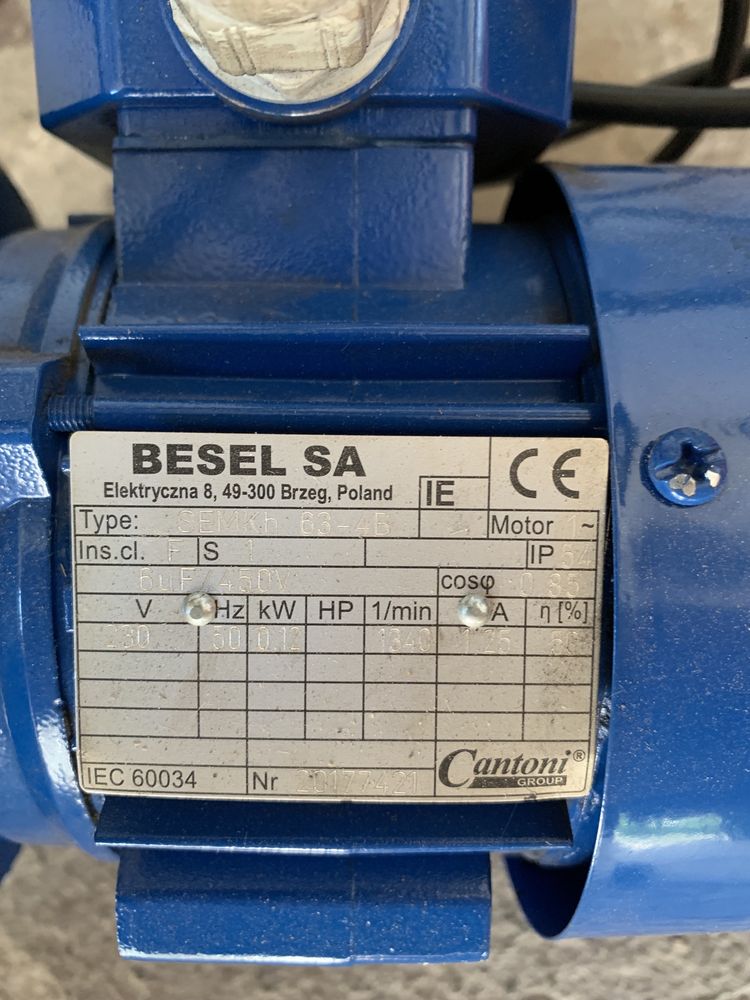 BESEL SA
Elektryczna 8, 49-300 Brzeg, Poland
IE
CE
Type: SEMKh 63-4B
Motor 1~
Ins.cl. F S 1 IP 54
6uF/450V cosφ 0.85
V Hz kW HP 1/min A η [%]
230 50 0.12 1340 1.25
IEC 60034
Nr
Cantoni®
GROUP